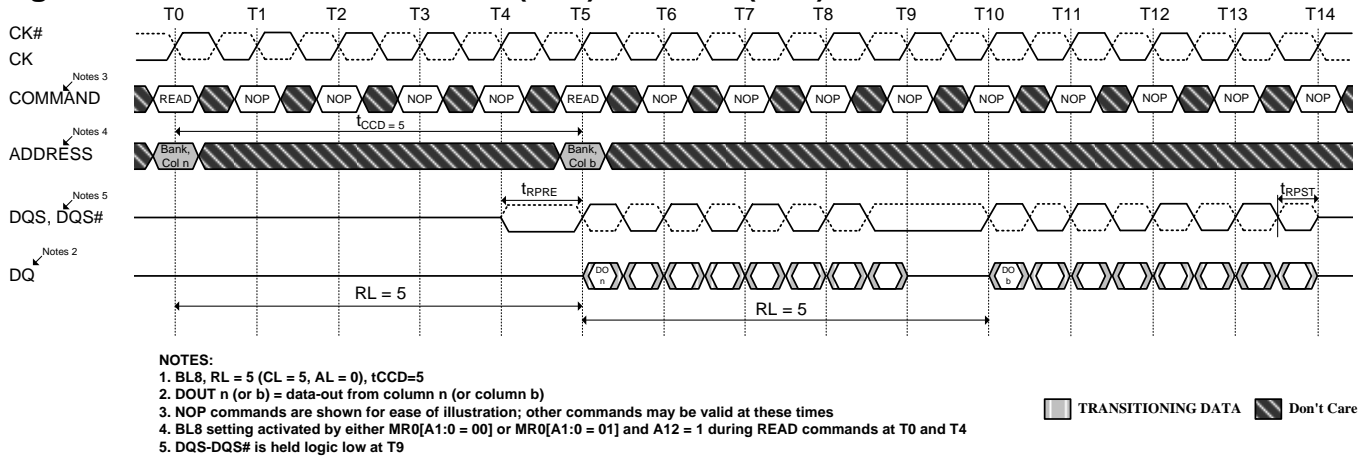 T0 T1 T2 T3 T4 T5 T6 T7 T8 T9 T10 T11 T12 T13 T14
CK#
CK
Notes 3
COMMAND
READ NOP NOP NOP NOP READ NOP NOP NOP NOP NOP NOP NOP NOP NOP
tCCD = 5
Notes 4
ADDRESS
Bank, Col n
Bank, Col b
tRPRE
tRPST
Notes 5
DQS, DQS#
Notes 2
DQ
DO n
DO b
RL = 5
RL = 5
NOTES:
1. BL8, RL = 5 (CL = 5, AL = 0), tCCD=5
2. DOUT n (or b) = data-out from column n (or column b)
3. NOP commands are shown for ease of illustration; other commands may be valid at these times
4. BL8 setting activated by either MR0[A1:0 = 00] or MR0[A1:0 = 01] and A12 = 1 during READ commands at T0 and T4
5. DQS-DQS# is held logic low at T9
TRANSITIONING DATA
Don't Care